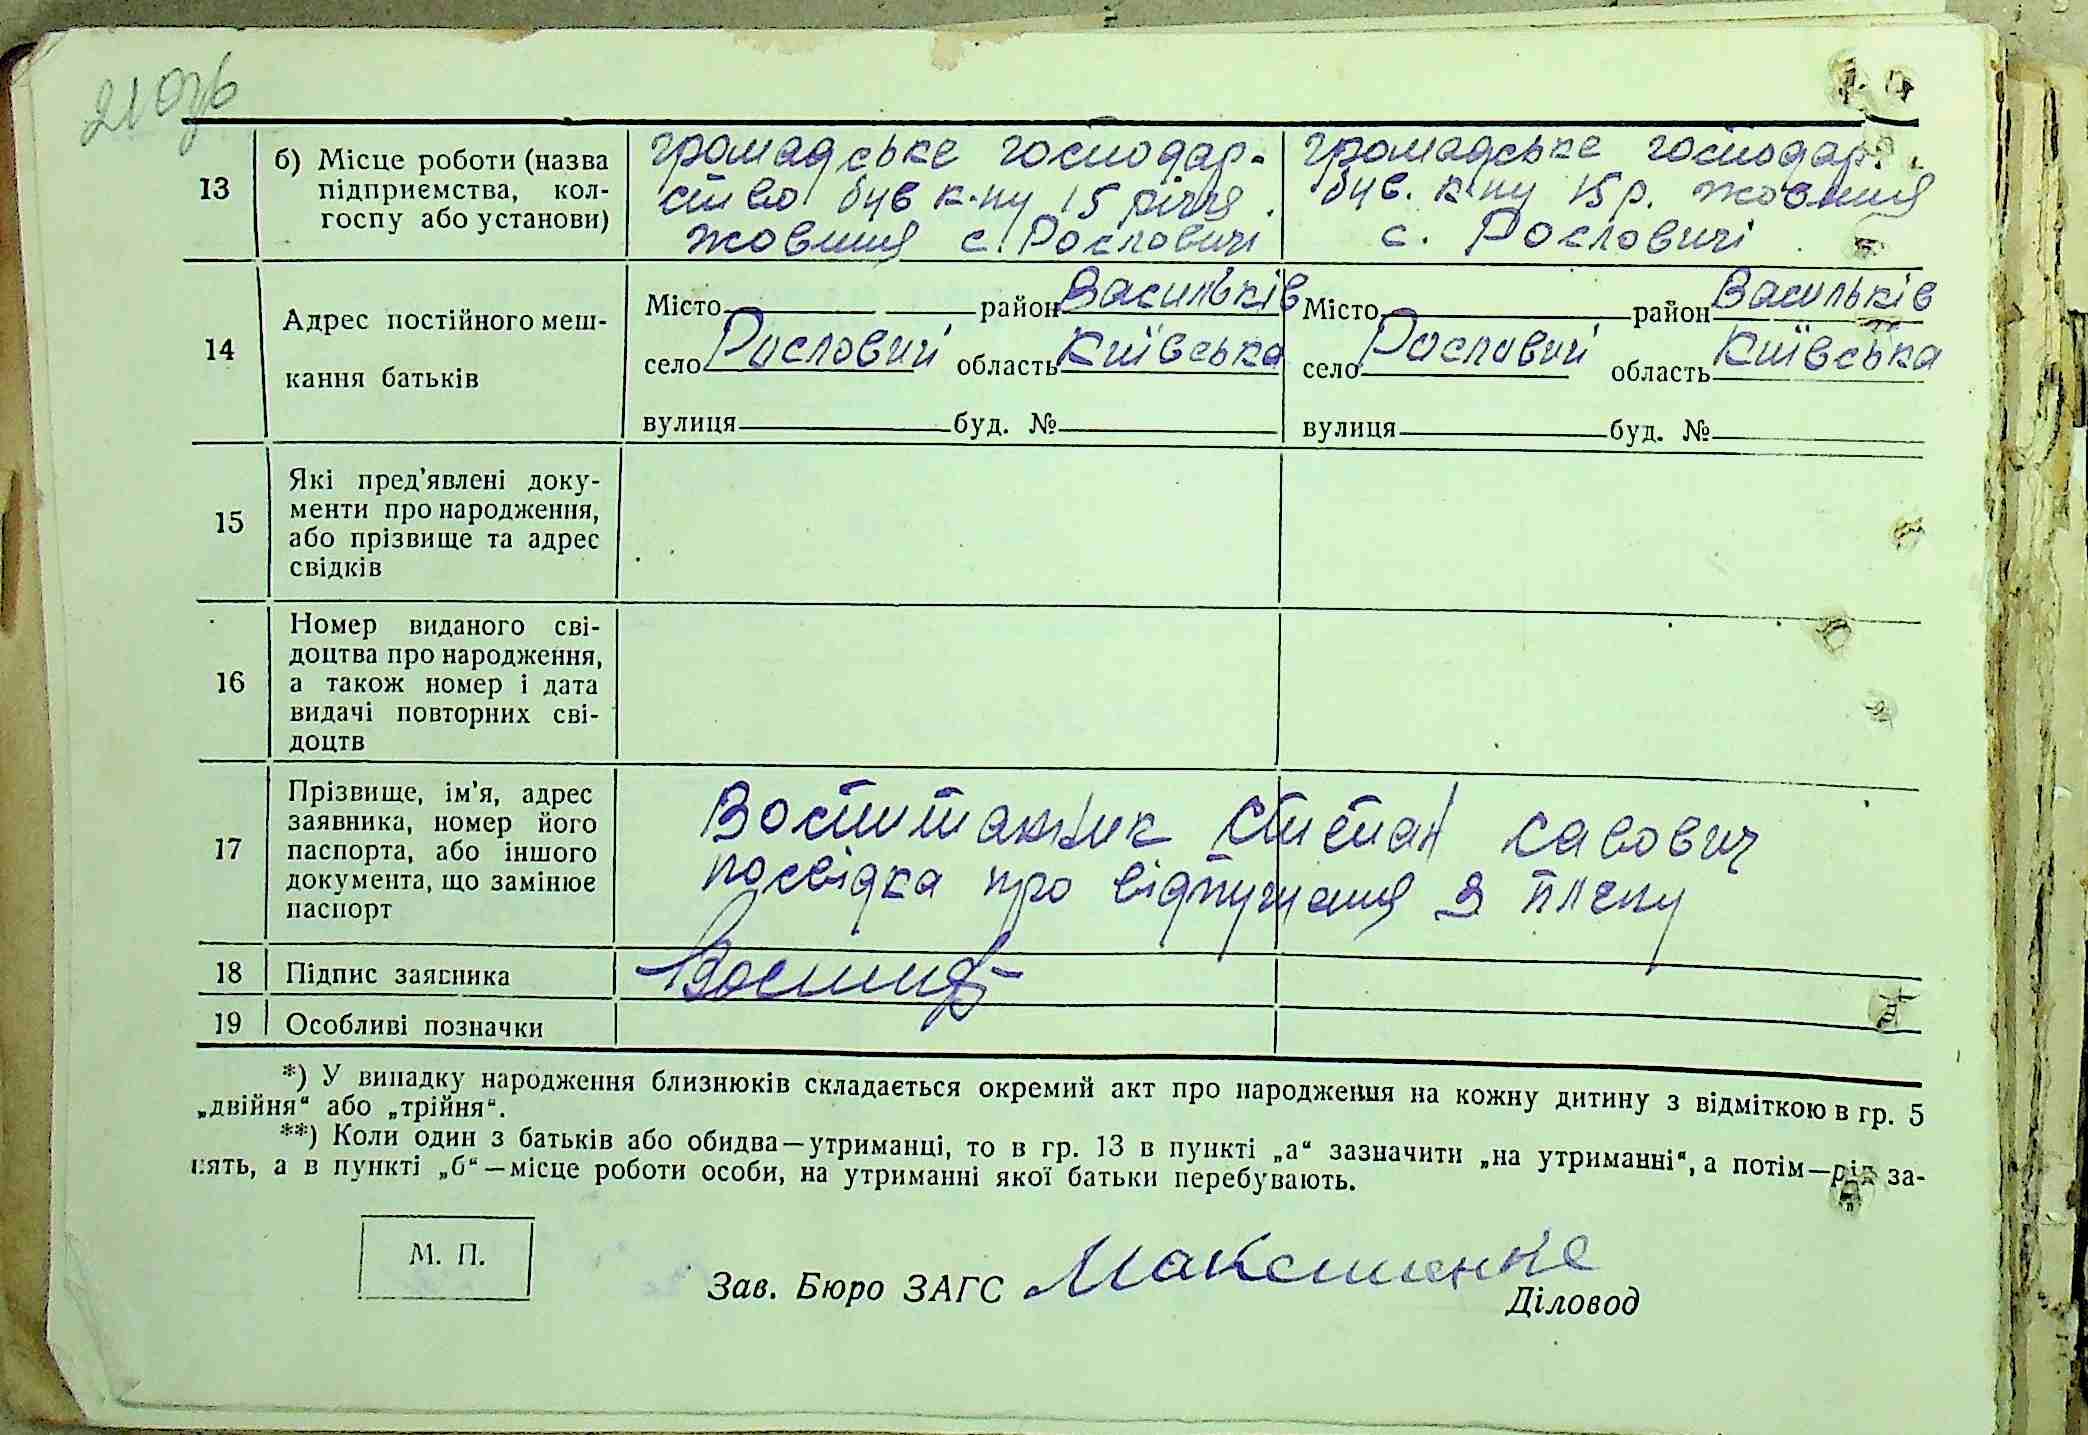 13
б) Місце роботи (назва
підприємства, кол-
госпу або установи)
громадське господар-
ство був к-пу 15 річчя
жовтня с. Рословичі
громадське господар.
був. к-пу 15 р. жовтня
с. Рословичі
14
Адрес постійного меш-
кання батьків
Місто район Васильків
село Рословичі область Київська
вулиця буд. №
Місто район Васильків
село Рословичі область Київська
вулиця буд. №
15
Які пред'явлені доку-
менти про народження,
або прізвище та адрес
свідків
16
Номер виданого сві-
доцтва про народження,
а також номер і дата
видачі повторних сві-
доцтв
17
Прізвище, ім'я, адрес
заявника, номер його
паспорта, або іншого
документа, що замінює
паспорт
Воститанник Степан савович
посвідка про відпущення з плену
18
Підпис заявника
19
Особливі позначки
*) У випадку народження близнюків складається окремий акт про народження на кожну дитину з відміткою в гр. 5
„двійня“ або „трійня“.
**) Коли один з батьків або обидва—утриманці, то в гр. 13 в пункті „а“ зазначити „на утриманні“, а потім—рід за-
нять, а в пункті „б“—місце роботи особи, на утриманні якої батьки перебувають.
М. П.
Зав. Бюро ЗАГС
Діловод